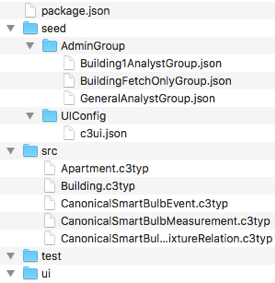 package.json
seed
AdminGroup
Building1AnalystGroup.json
BuildingFetchOnlyGroup.json
GeneralAnalystGroup.json
UIConfig
c3ui.json
src
Apartment.c3typ
Building.c3typ
CanonicalSmartBulbEvent.c3typ
CanonicalSmartBulbMeasurement.c3typ
CanonicalSmartBul...ixtureRelation.c3typ
test
ui